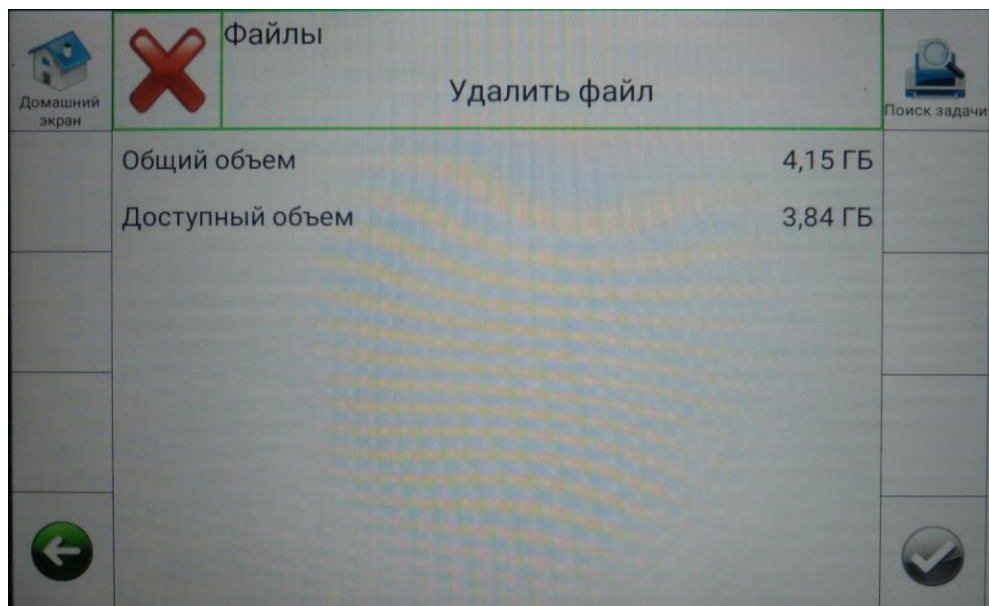 Файлы
Удалить файл
Домашний
экран
Поиск задачи
Общий объем 4,15 ГБ
Доступный объем 3,84 ГБ